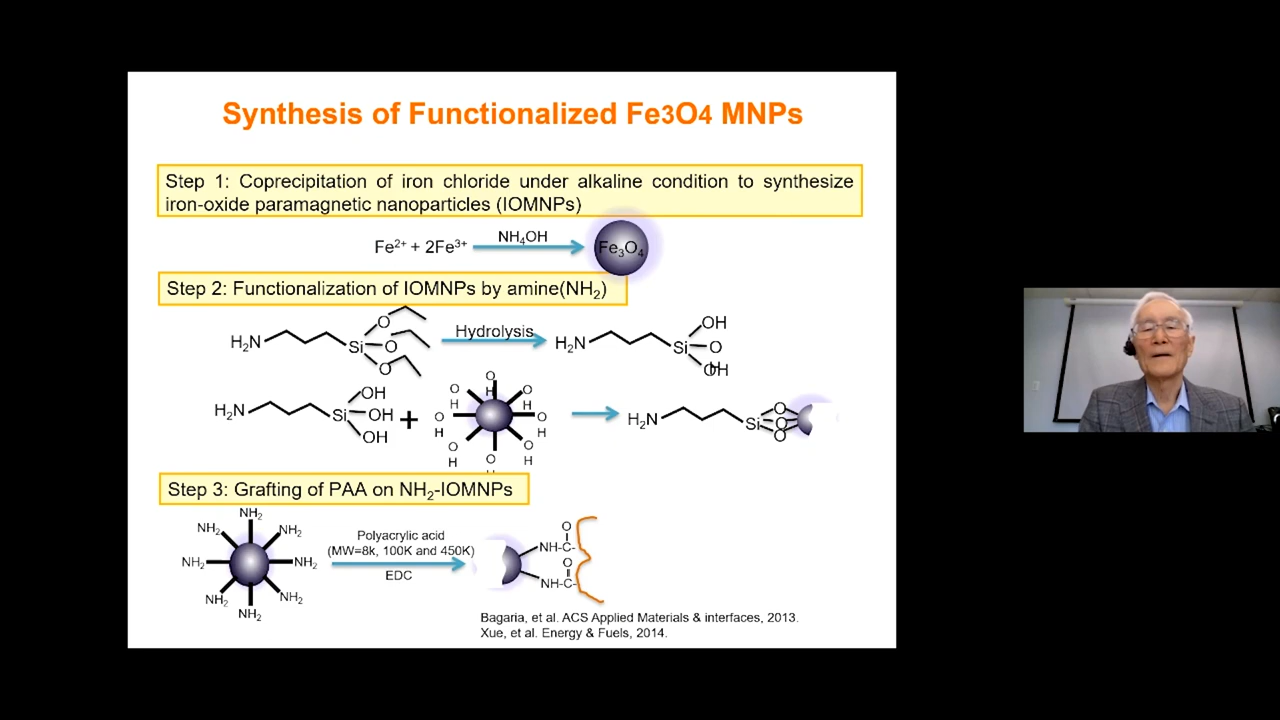 Synthesis of Functionalized Fe3O4 MNPs
Step 1: Coprecipitation of iron chloride under alkaline condition to synthesize
iron-oxide paramagnetic nanoparticles (IOMNPs)
Fe²⁺ + 2Fe³⁺
NH₄OH
Fe₃O₄
Step 2: Functionalization of IOMNPs by amine(NH₂)
H₂N
Si
O
O
O
Hydrolysis
H₂N
Si
OH
O
OH
H₂N
Si
OH
OH
OH
+
O
H
O
H
O
H
O
H
O
H
O
H
O
H
O
H
H₂N
Si
O
O
O
Step 3: Grafting of PAA on NH₂-IOMNPs
NH₂
NH₂
NH₂
NH₂
NH₂
NH₂
NH₂
NH₂
Polyacrylic acid
(MW=8k, 100K and 450K)
EDC
O
NH-C-
O
NH-C-
Bagaria, et al. ACS Applied Materials & interfaces, 2013.
Xue, et al. Energy & Fuels, 2014.